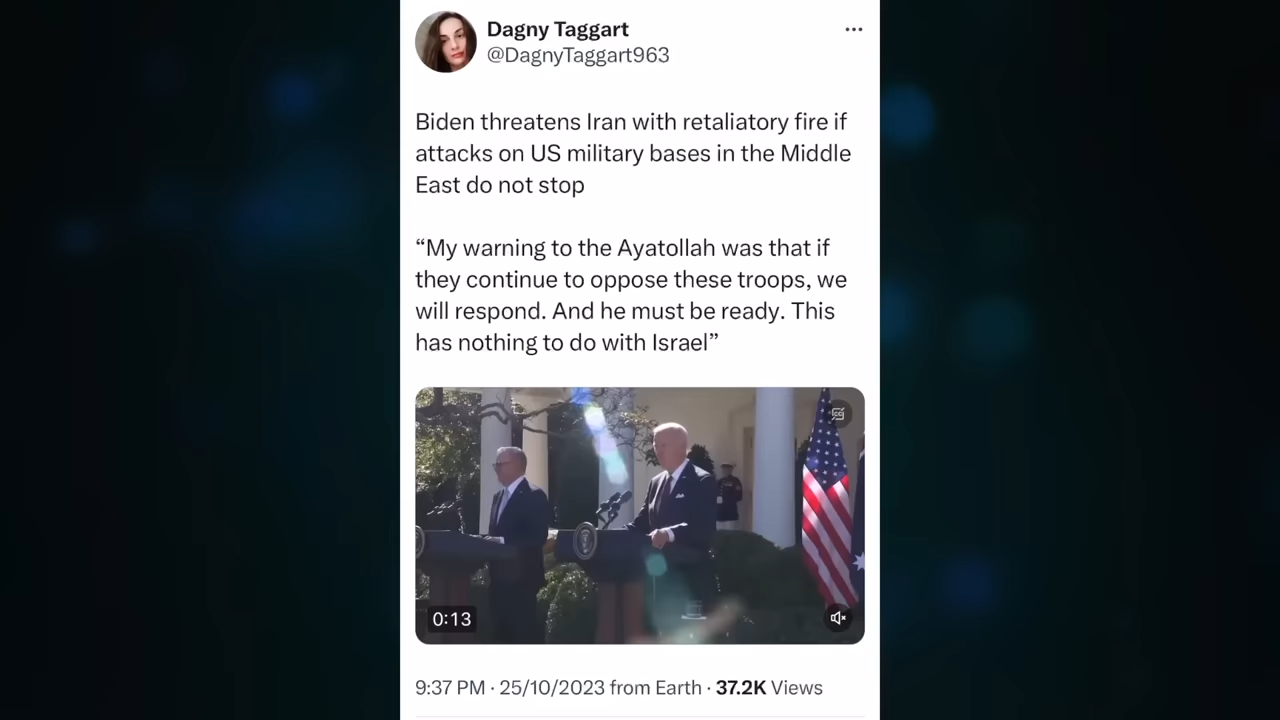 Dagny Taggart
@DagnyTaggart963
Biden threatens Iran with retaliatory fire if
attacks on US military bases in the Middle
East do not stop
“My warning to the Ayatollah was that if
they continue to oppose these troops, we
will respond. And he must be ready. This
has nothing to do with Israel”
CC
0:13
9:37 PM · 25/10/2023 from Earth · 37.2K Views